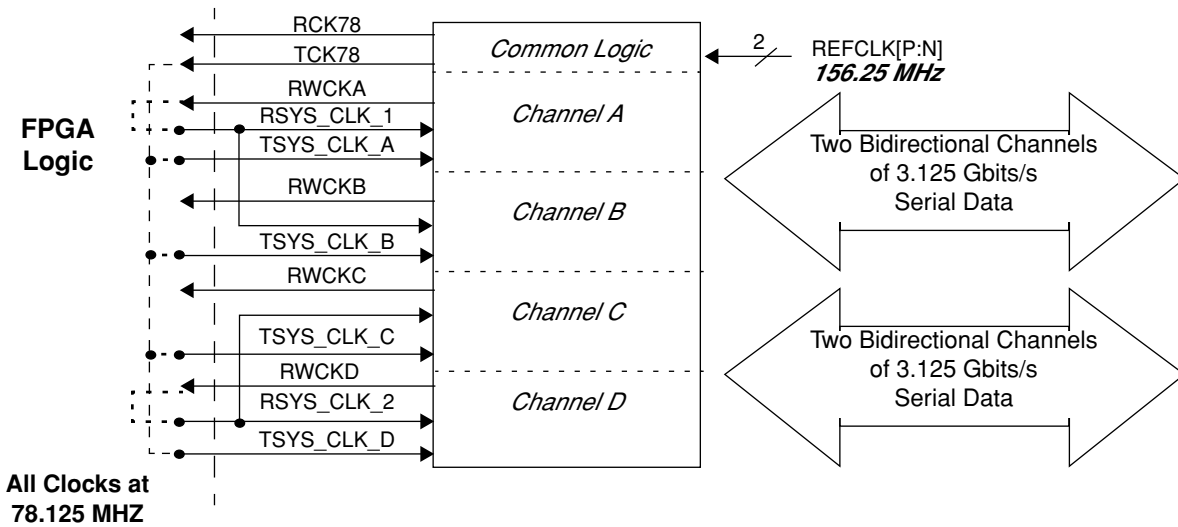 RCK78
TCK78
RWCKA
RSYS_CLK_1
TSYS_CLK_A
RWCKB
TSYS_CLK_B
RWCKC
TSYS_CLK_C
RWCKD
RSYS_CLK_2
TSYS_CLK_D
FPGA
Logic
All Clocks at
78.125 MHZ
Common Logic
Channel A
Channel B
Channel C
Channel D
2
REFCLK[P:N]
156.25 MHz
Two Bidirectional Channels
of 3.125 Gbits/s
Serial Data
Two Bidirectional Channels
of 3.125 Gbits/s
Serial Data